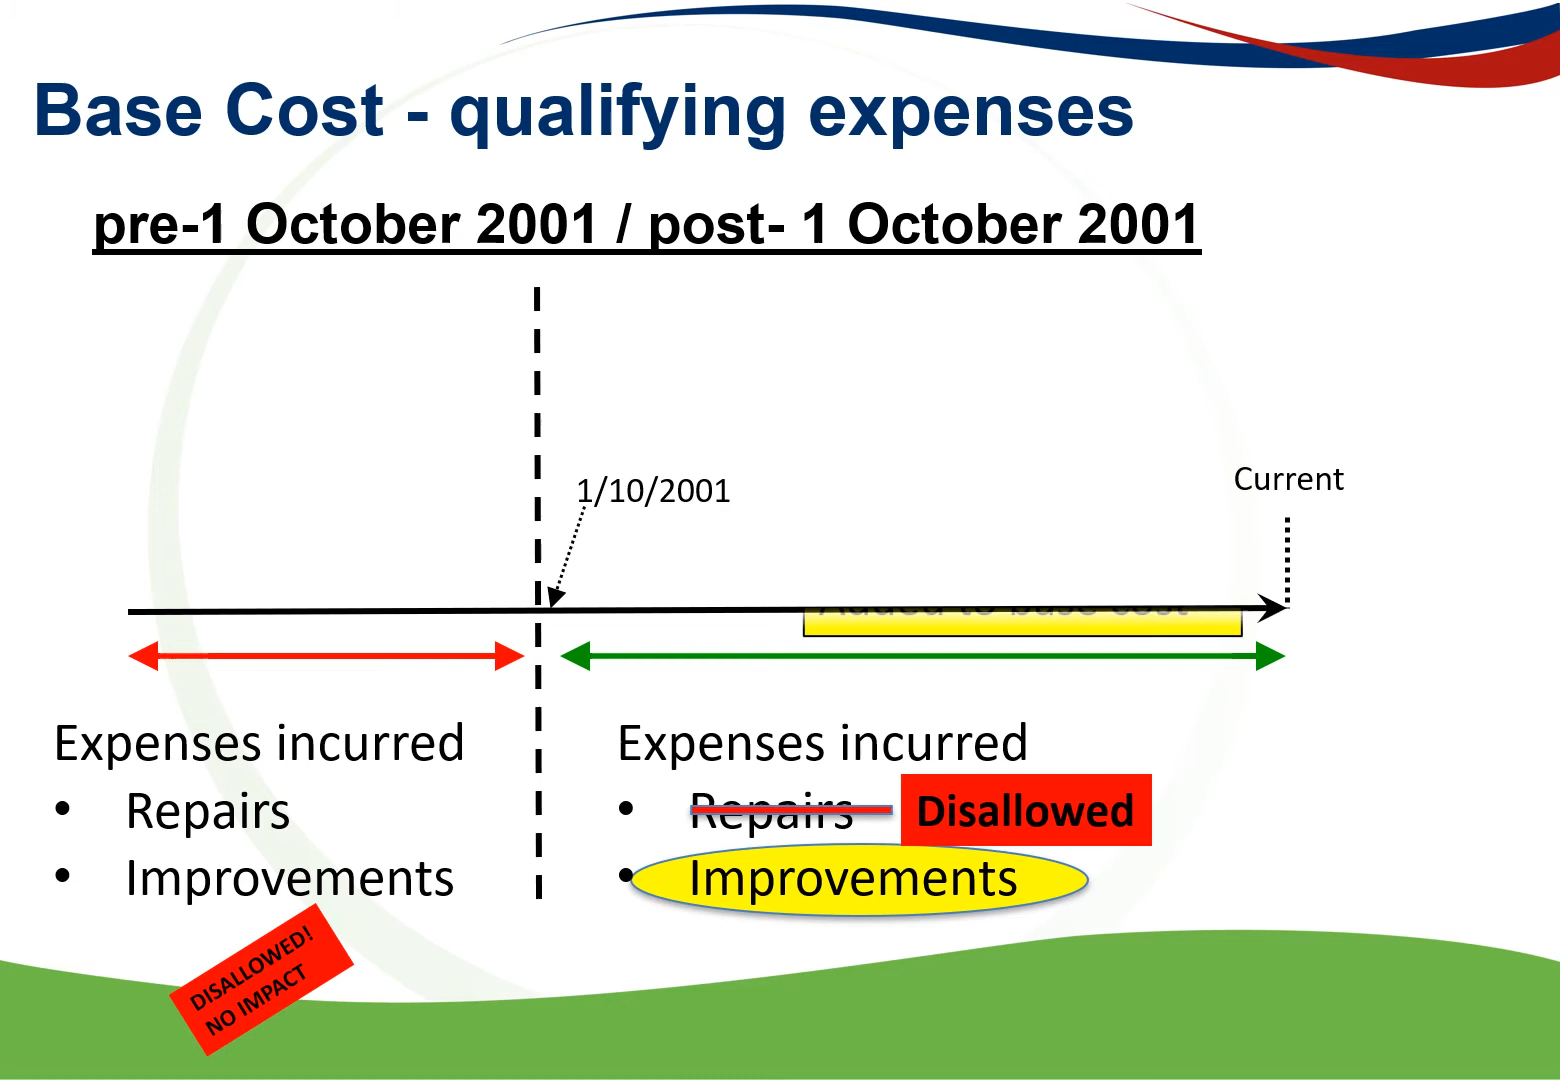 Base Cost - qualifying expenses
pre-1 October 2001 / post- 1 October 2001
1/10/2001
Current
Added to base cost
Expenses incurred
• Repairs
• Improvements
DISALLOWED!
NO IMPACT
Expenses incurred
• Repairs Disallowed
• Improvements